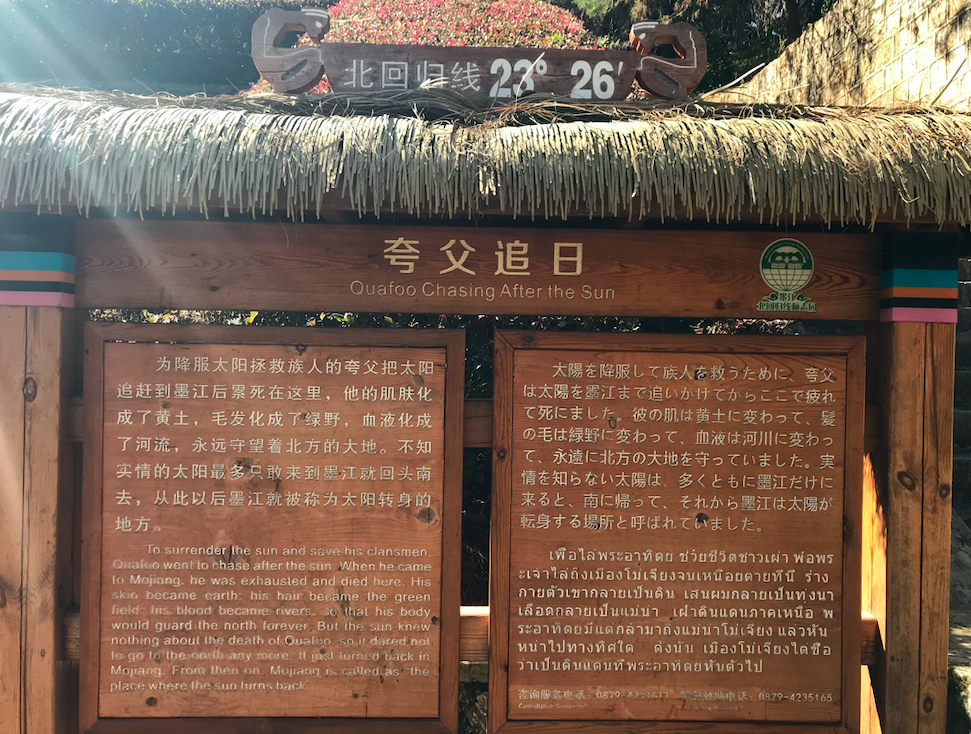 北回归线 23° 26′
夸父追日
Quafoo Chasing After the Sun
墨江
北回归线标志园
为降服太阳拯救族人的夸父把太阳
追赶到墨江后累死在这里，他的肌肤化
成了黄土，毛发化成了绿野，血液化成
了河流，永远守望着北方的大地。不知
实情的太阳最多只敢来到墨江就回头南
去，从此以后墨江就被称为太阳转身的
地方。
To surrender the sun and save his clansmen,
Quafoo went to chase after the sun. When he came
to Mojiang, he was exhausted and died here. His
skin became earth; his hair became the green
field; his blood became rivers, so that his body
would guard the north forever. But the sun knew
nothing about the death of Quafoo, so it dared not
to go to the north any more. It just turned back in
Mojiang. From then on, Mojiang is called as the
place where the sun turns back.
太陽を降服して族人を救うために、夸父
は太陽を墨江まで追いかけてからここで疲れ
て死にました。彼の肌は黄土に変わって、髪
の毛は緑野に変わって、血液は河川に変わっ
て、永遠に北方の大地を守っていました。実
情を知らない太陽は、多くともに墨江だけに
来ると、南に帰って、それから墨江は太陽が
転身する場所と呼ばれていました。
เพื่อไล่พระอาทิตย์ ช่วยชีวิตชาวเผ่า พ่อพร
ะเจ้าไล่ถึงเมืองโม่เจียงจนเหนื่อยตายที่นี่ ร่าง
กายตัวเขากลายเป็นดิน เส้นผมกลายเป็นทุ่งนา
เลือดกลายเป็นแม่น้ำ เฝ้าดินแดนภาคเหนือ พ
ระอาทิตย์มีแต่กล้ามาถึงแม่น้ำโม่เจียง แล้วหัน
หน้าไปทางทิศใต้ ดังนั้น เมืองโม่เจียงได้ชื่อ
ว่าเป็นดินแดนที่พระอาทิตย์หันตัวไป
咨询服务电话：0879-4231677 电话：0879-4235165